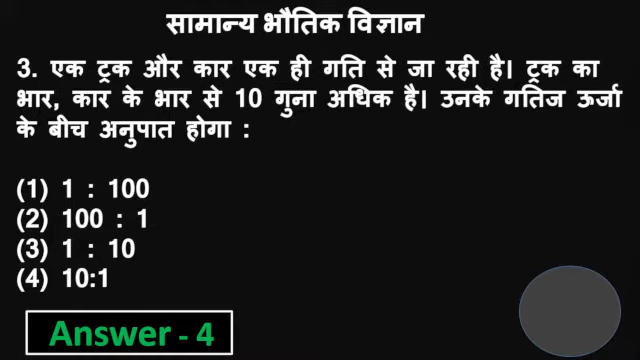 सामान्य भौतिक विज्ञान
3. एक ट्रक और कार एक ही गति से जा रही है। ट्रक का
भार, कार के भार से 10 गुना अधिक है। उनके गतिज ऊर्जा
के बीच अनुपात होगा :
(1) 1 : 100
(2) 100 : 1
(3) 1 : 10
(4) 10:1
Answer - 4